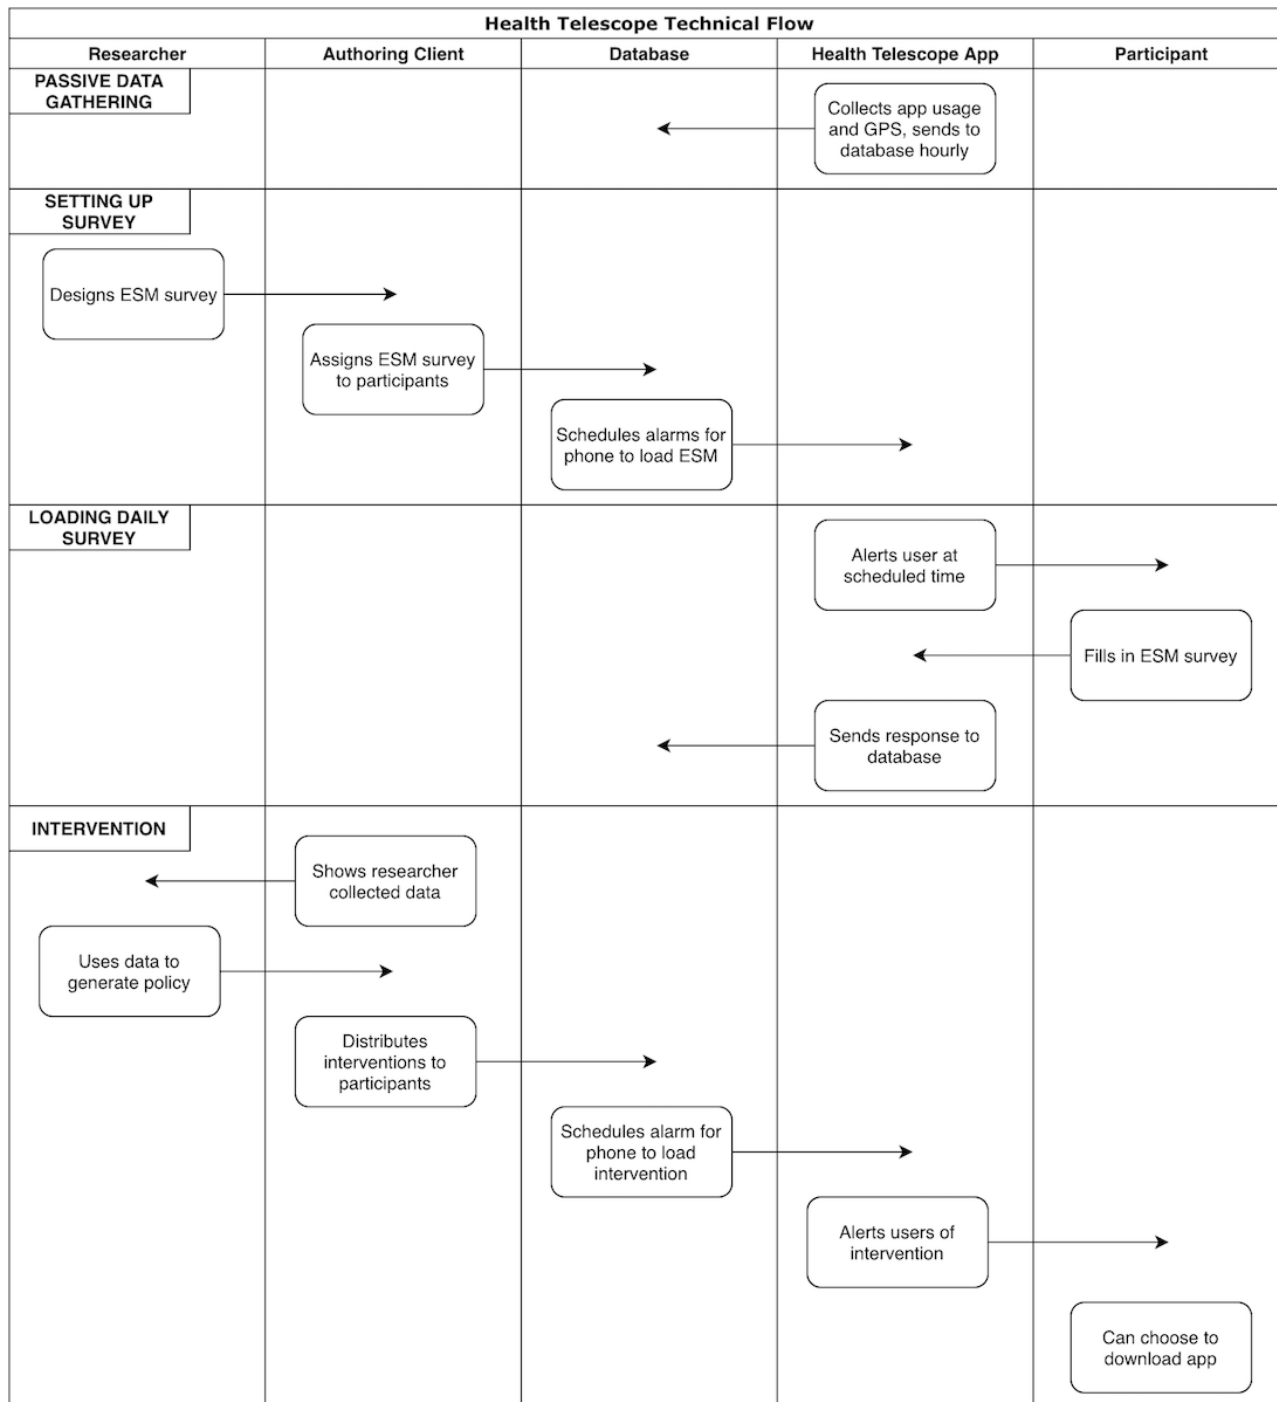 Health Telescope Technical Flow
Researcher
Authoring Client
Database
Health Telescope App
Participant
PASSIVE DATA
GATHERING
Collects app usage
and GPS, sends to
database hourly
SETTING UP
SURVEY
Designs ESM survey
Assigns ESM survey
to participants
Schedules alarms for
phone to load ESM
LOADING DAILY
SURVEY
Alerts user at
scheduled time
Fills in ESM survey
Sends response to
database
INTERVENTION
Shows researcher
collected data
Uses data to
generate policy
Distributes
interventions to
participants
Schedules alarm for
phone to load
intervention
Alerts users of
intervention
Can choose to
download app